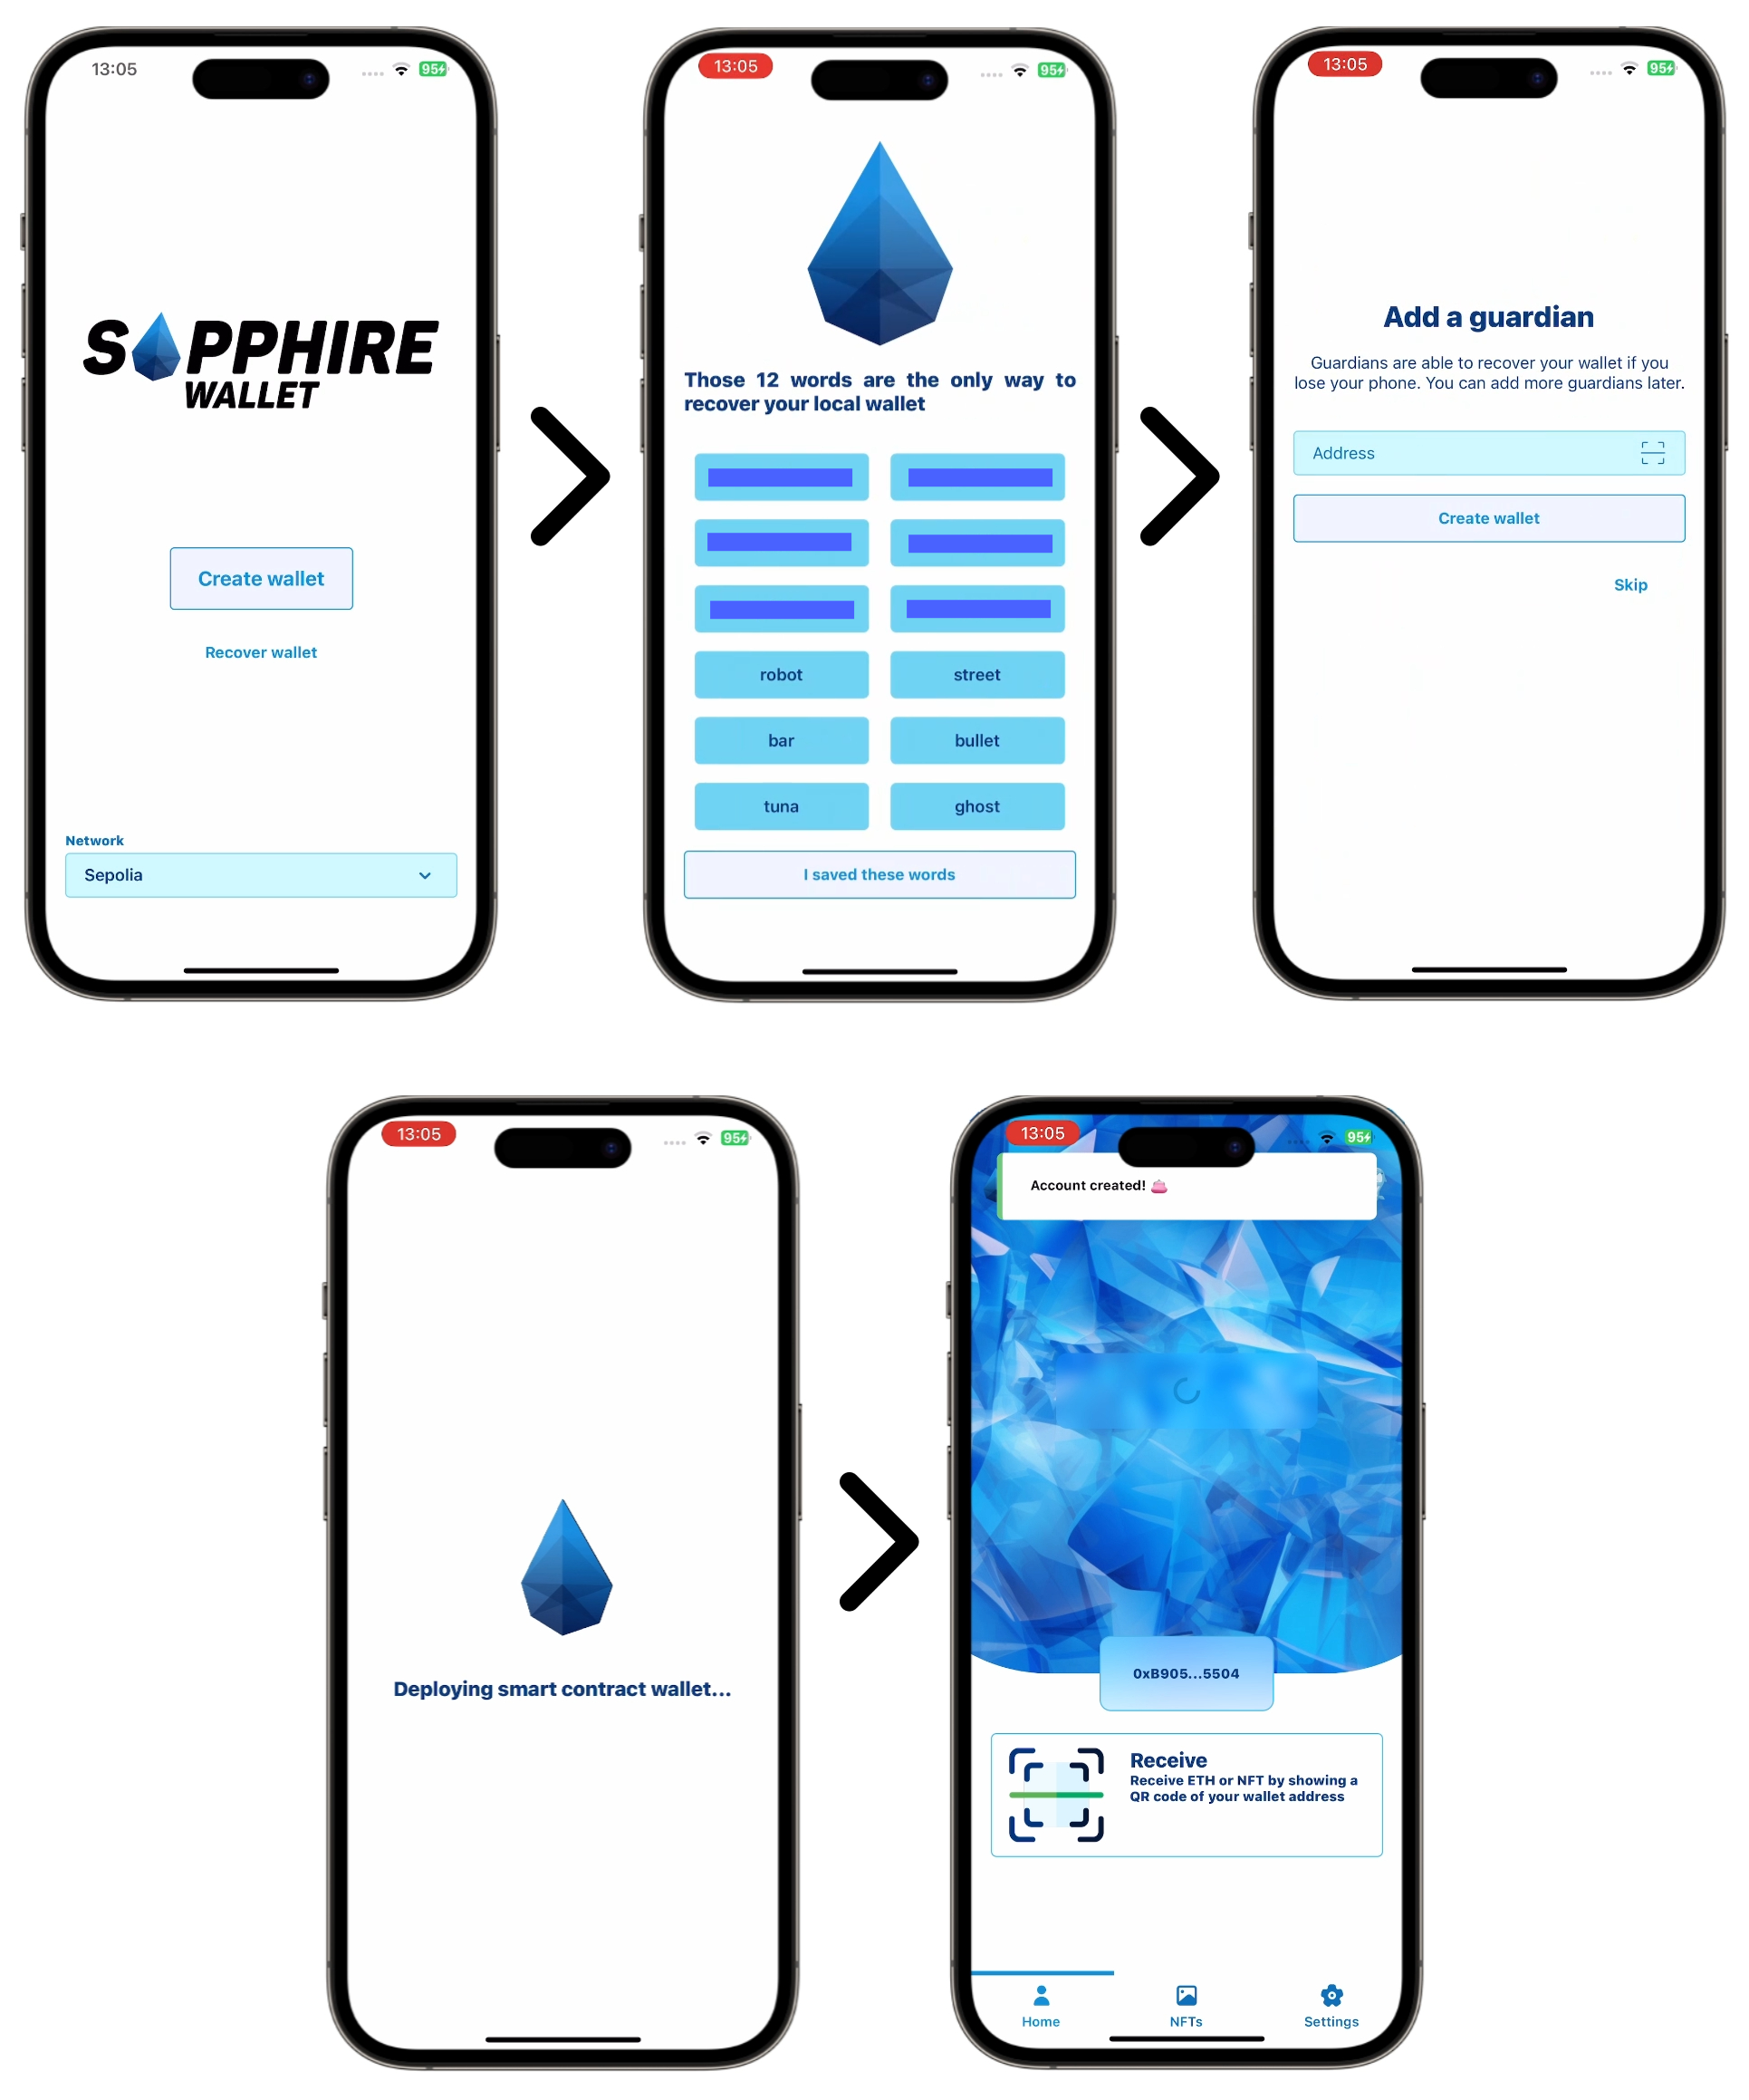 13:05
95
SAPPHIRE
WALLET
Create wallet
Recover wallet
Network
Sepolia
13:05
95
Those 12 words are the only way to
recover your local wallet
robot
street
bar
bullet
tuna
ghost
I saved these words
13:05
95
Add a guardian
Guardians are able to recover your wallet if you
lose your phone. You can add more guardians later.
Address
Create wallet
Skip
13:05
95
Deploying smart contract wallet...
13:05
95
Account created!
0xB905...5504
Receive
Receive ETH or NFT by showing a
QR code of your wallet address
Home
NFTs
Settings